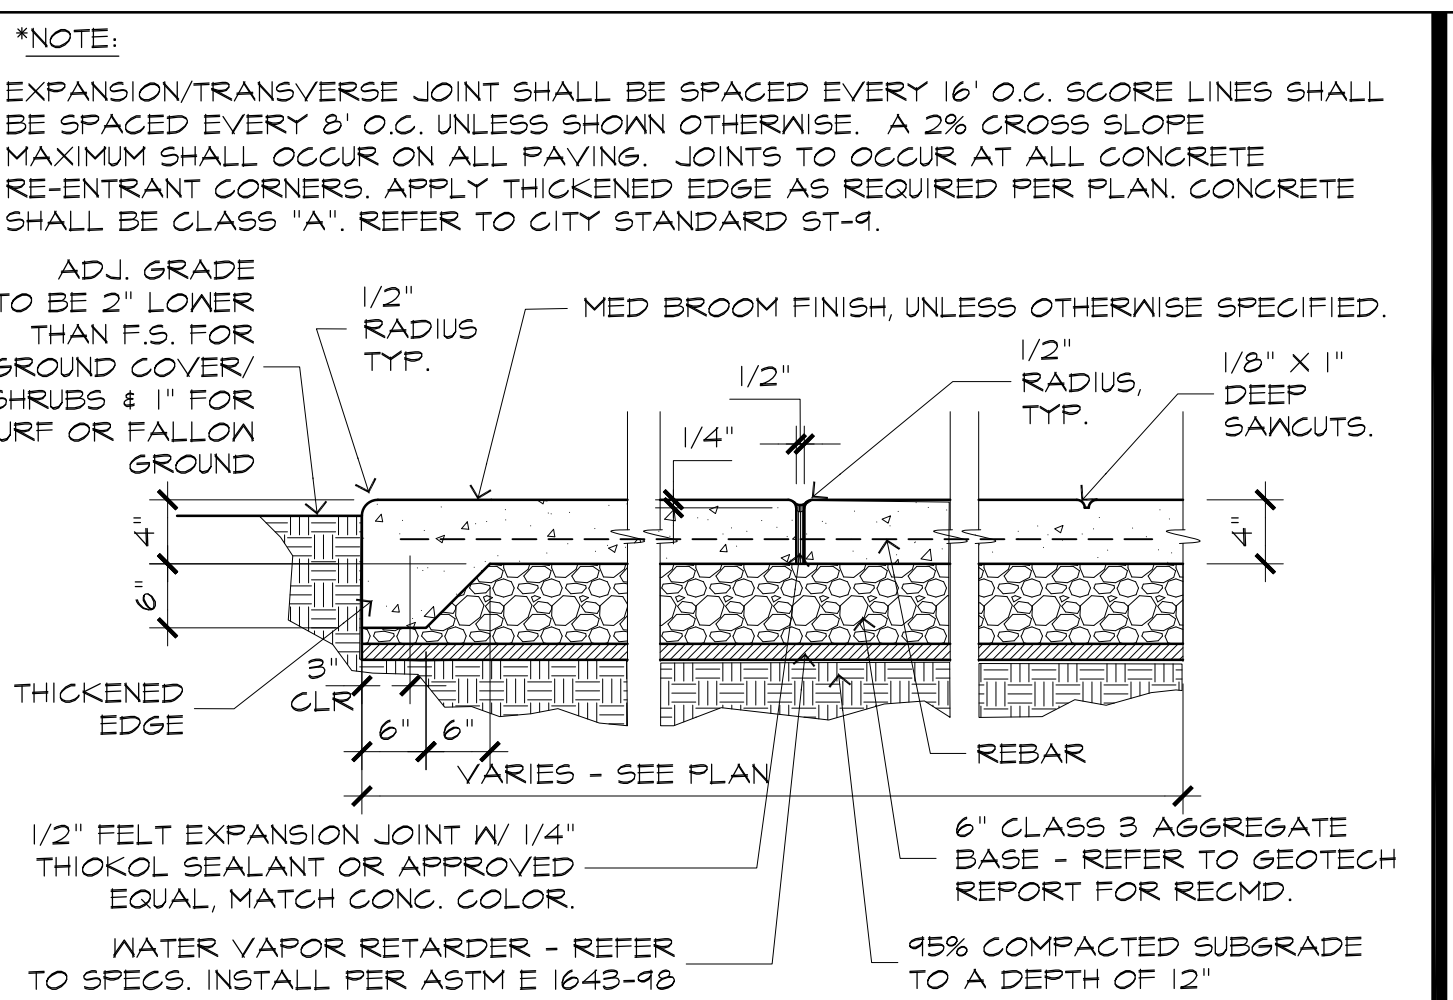 *NOTE:
EXPANSION/TRANSVERSE JOINT SHALL BE SPACED EVERY 16' O.C. SCORE LINES SHALL
BE SPACED EVERY 8' O.C. UNLESS SHOWN OTHERWISE. A 2% CROSS SLOPE
MAXIMUM SHALL OCCUR ON ALL PAVING. JOINTS TO OCCUR AT ALL CONCRETE
RE-ENTRANT CORNERS. APPLY THICKENED EDGE AS REQUIRED PER PLAN. CONCRETE
SHALL BE CLASS "A". REFER TO CITY STANDARD ST-9.
ADJ. GRADE
TO BE 2" LOWER
THAN F.S. FOR
GROUND COVER/
SHRUBS & 1" FOR
URF OR FALLOW
GROUND
1/2"
RADIUS
TYP.
MED BROOM FINISH, UNLESS OTHERWISE SPECIFIED.
1/2"
1/4"
1/2"
RADIUS,
TYP.
1/8" X 1"
DEEP
SAWCUTS.
4"
6"
4"
THICKENED
EDGE
3"
CLR
6"
6"
VARIES - SEE PLAN
REBAR
1/2" FELT EXPANSION JOINT W/ 1/4"
THIOKOL SEALANT OR APPROVED
EQUAL, MATCH CONC. COLOR.
6" CLASS 3 AGGREGATE
BASE - REFER TO GEOTECH
REPORT FOR RECMD.
WATER VAPOR RETARDER - REFER
TO SPECS. INSTALL PER ASTM E 1643-98
95% COMPACTED SUBGRADE
TO A DEPTH OF 12"